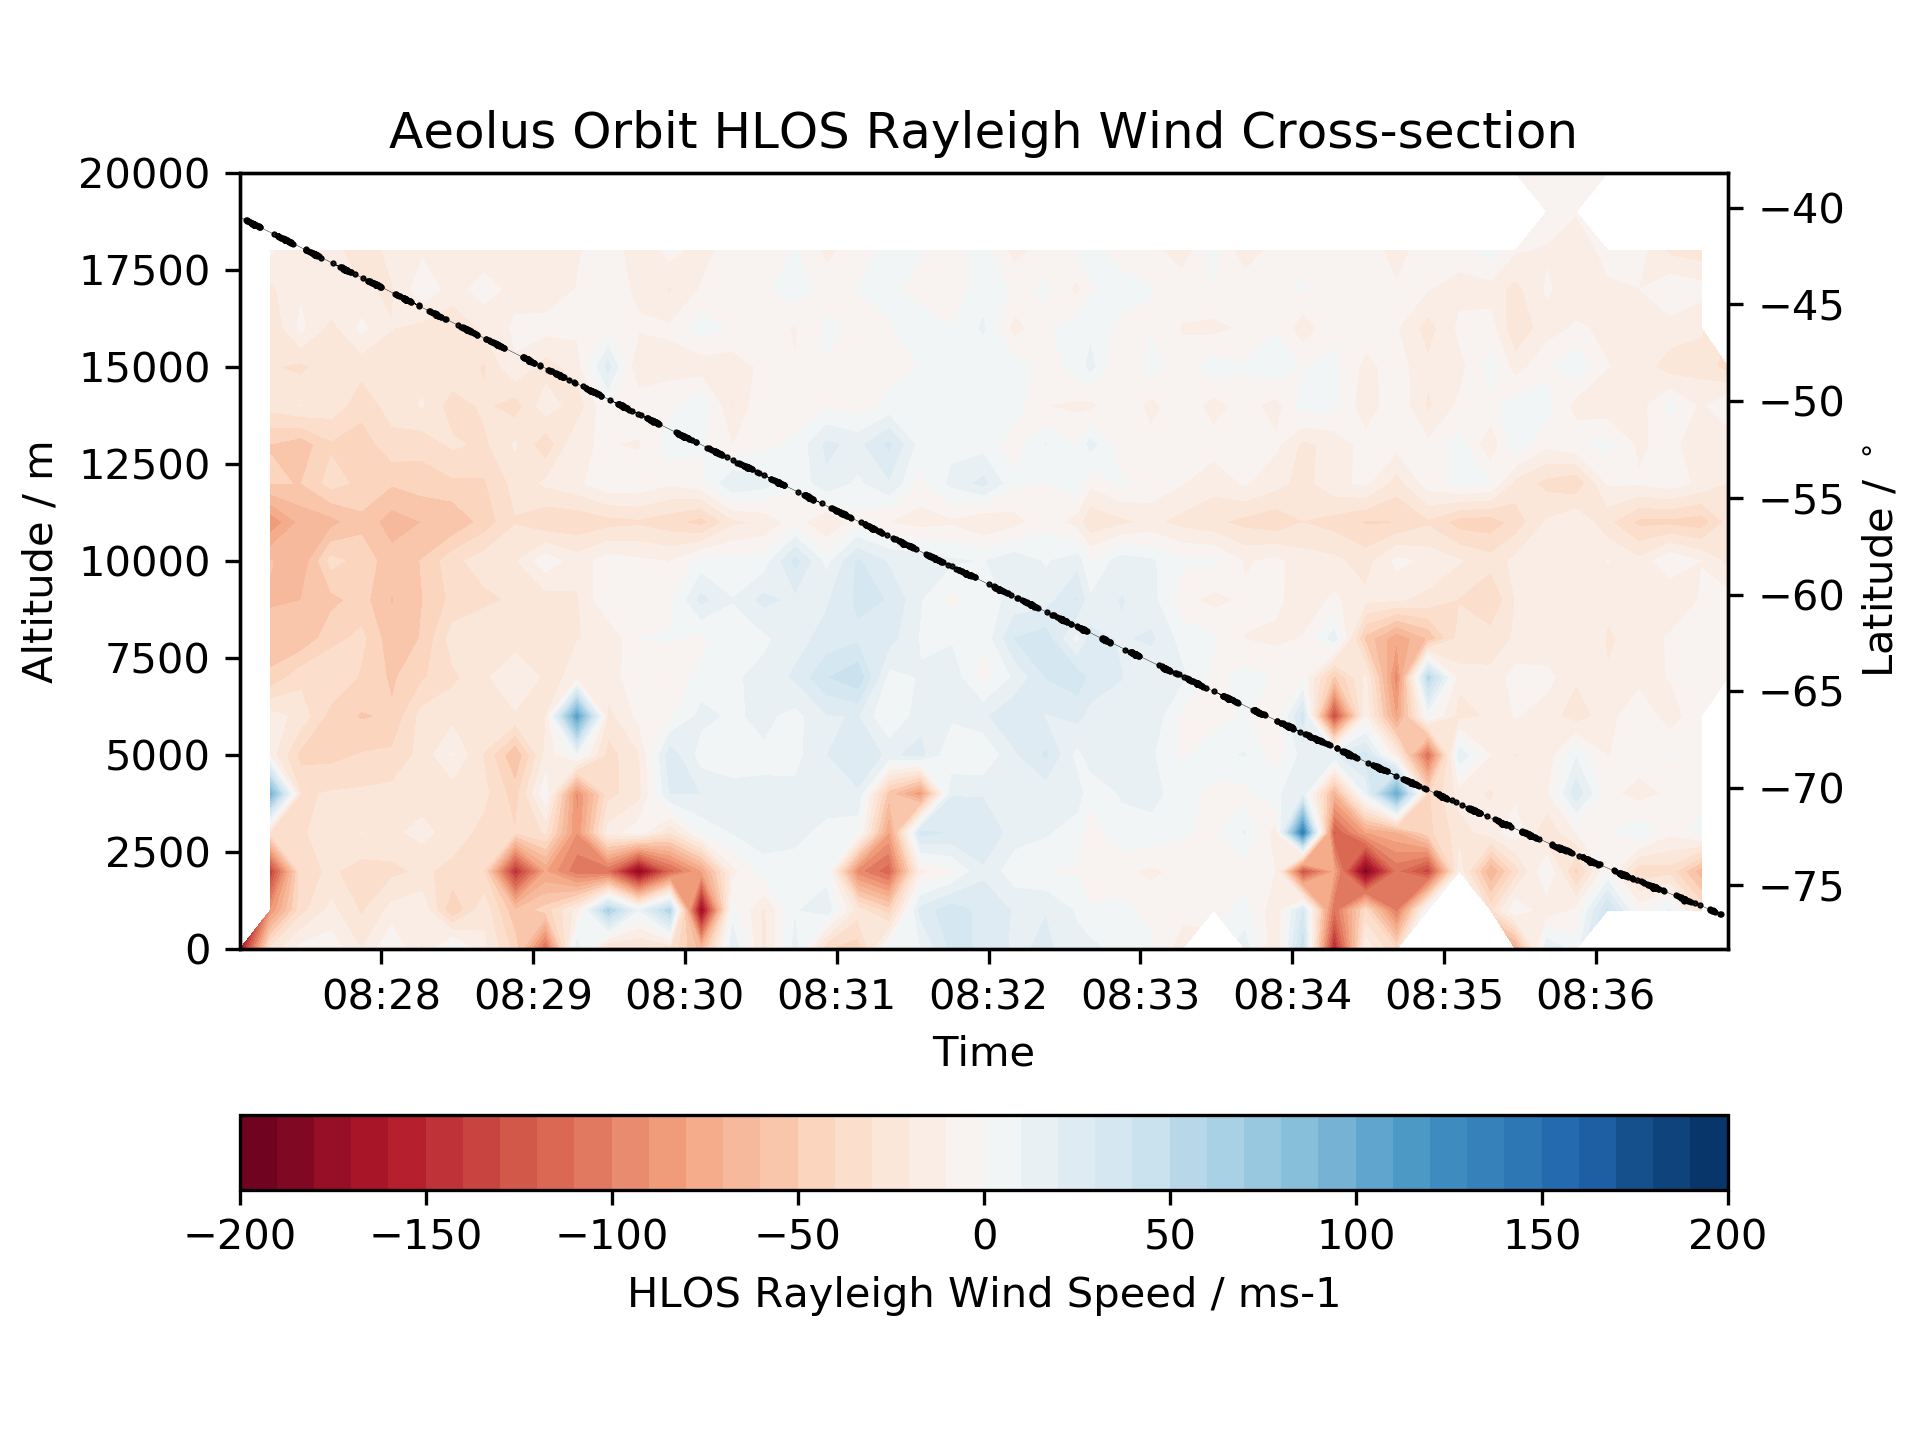 Aeolus Orbit HLOS Rayleigh Wind Cross-section
20000
17500
15000
12500
10000
7500
5000
2500
0
Altitude / m
−40
−45
−50
−55
−60
−65
−70
−75
Latitude / °
08:28 08:29 08:30 08:31 08:32 08:33 08:34 08:35 08:36
Time
−200 −150 −100 −50 0 50 100 150 200
HLOS Rayleigh Wind Speed / ms-1